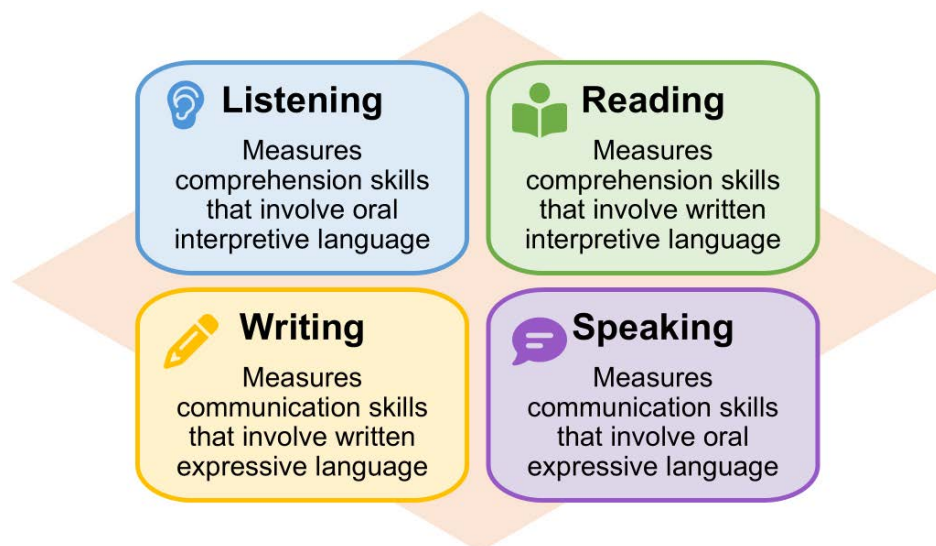 Listening
Measures
comprehension skills
that involve oral
interpretive language
Reading
Measures
comprehension skills
that involve written
interpretive language
Writing
Measures
communication skills
that involve written
expressive language
Speaking
Measures
communication skills
that involve oral
expressive language